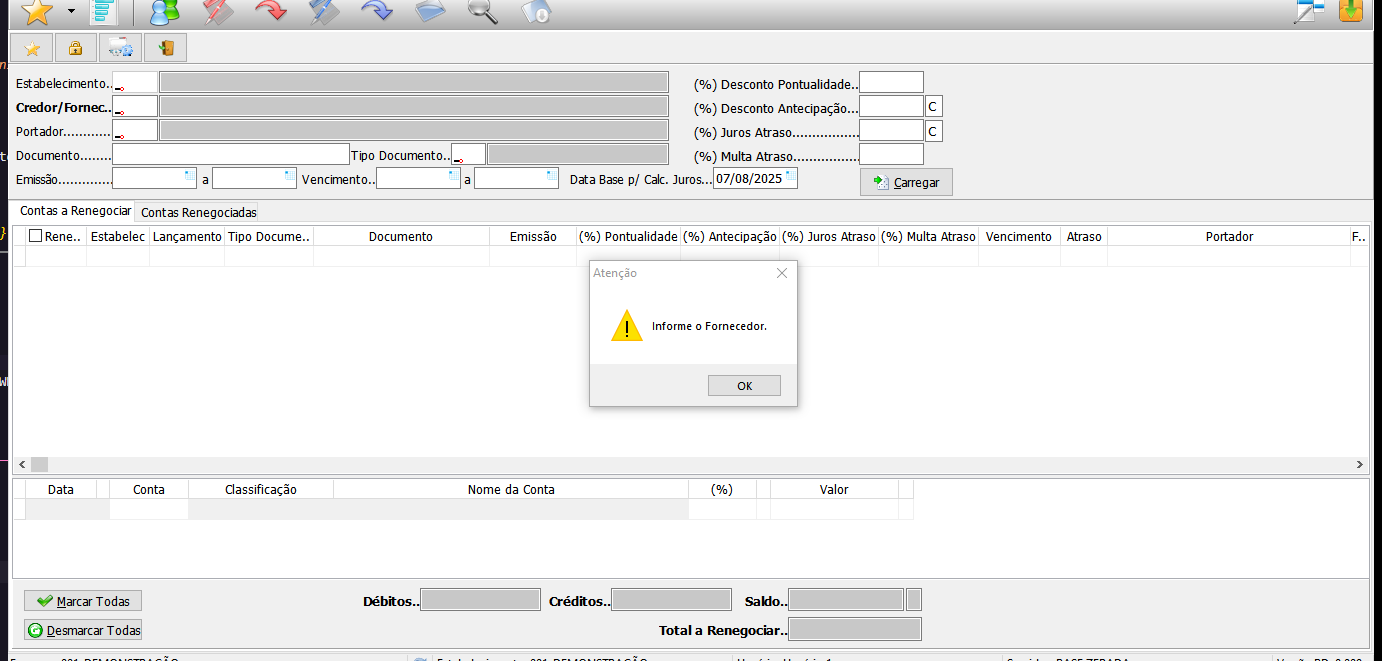 Estabelecimento..
(%) Desconto Pontualidade..
Credor/Fornec..
(%) Desconto Antecipação...
C
Portador............
(%) Juros Atraso................
C
Documento........
Tipo Documento..
(%) Multa Atraso................
Emissão.............
a
Vencimento..
a
Data Base p/ Calc. Juros...
07/08/2025
Carregar
Contas a Renegociar
Contas Renegociadas
Rene..
Estabelec
Lançamento
Tipo Docume..
Documento
Emissão
(%) Pontualidade
(%) Antecipação
(%) Juros Atraso
(%) Multa Atraso
Vencimento
Atraso
Portador
F..
Atenção
Informe o Fornecedor.
OK
Data
Conta
Classificação
Nome da Conta
(%)
Valor
Marcar Todas
Débitos..
Créditos..
Saldo..
Desmarcar Todas
Total a Renegociar..